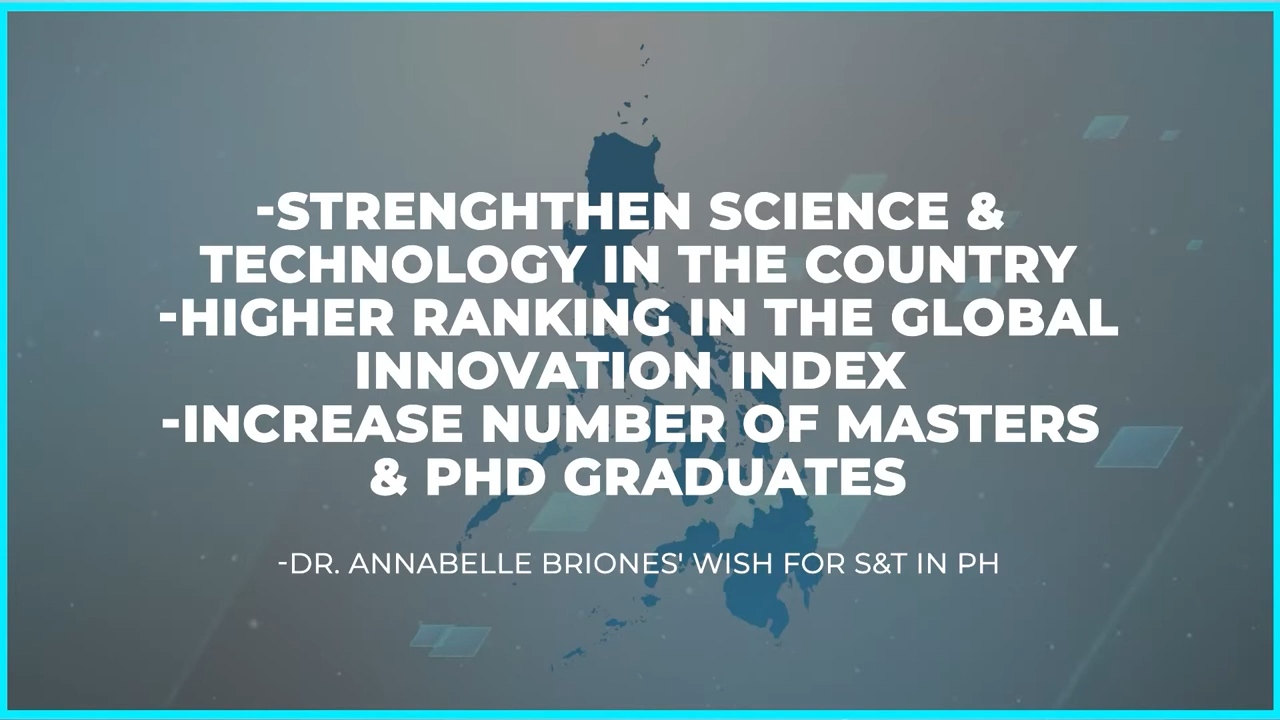 -STRENGHTHEN SCIENCE &
TECHNOLOGY IN THE COUNTRY
-HIGHER RANKING IN THE GLOBAL
INNOVATION INDEX
-INCREASE NUMBER OF MASTERS
& PHD GRADUATES
-DR. ANNABELLE BRIONES' WISH FOR S&T IN PH